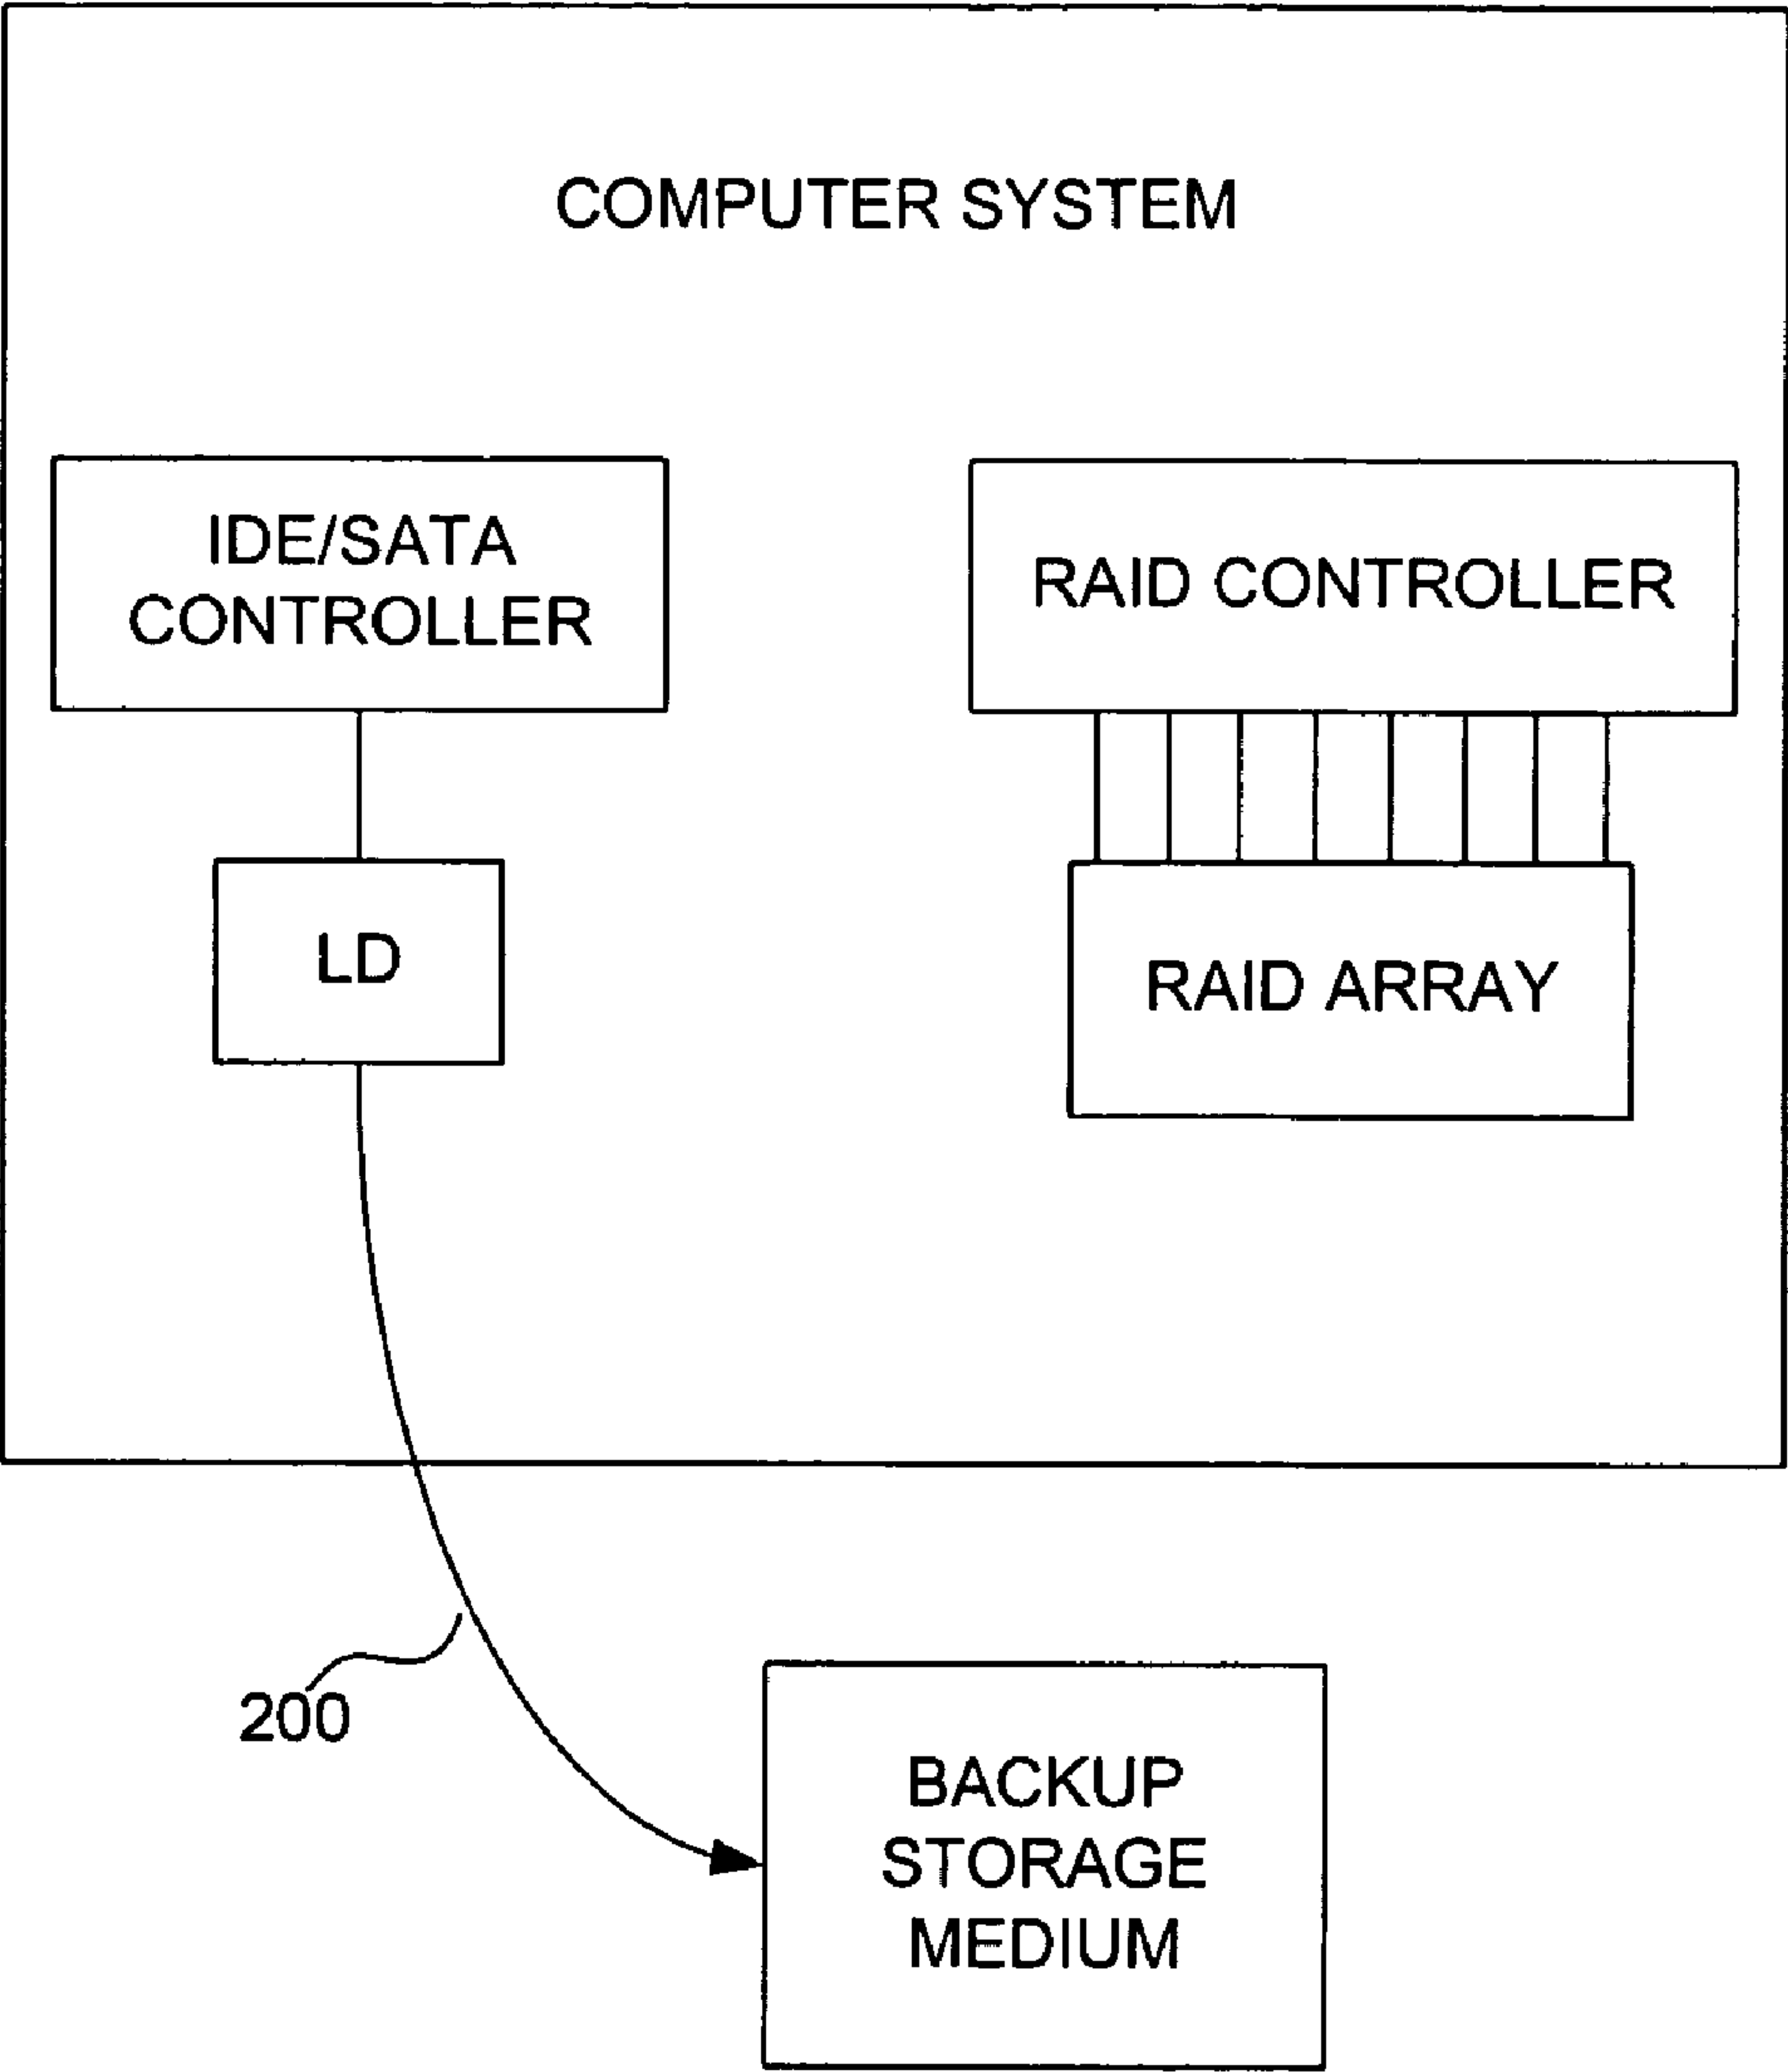 COMPUTER SYSTEM
IDE/SATA
CONTROLLER
RAID CONTROLLER
LD
RAID ARRAY
200
BACKUP
STORAGE
MEDIUM